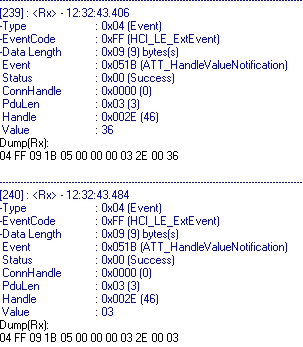 [239] : <Rx> - 12:32:43.406
-Type : 0x04 (Event)
-EventCode : 0xFF (HCI_LE_ExtEvent)
-Data Length : 0x09 (9) bytes(s)
Event : 0x051B (ATT_HandleValueNotification)
Status : 0x00 (Success)
ConnHandle : 0x0000 (0)
PduLen : 0x03 (3)
Handle : 0x002E (46)
Value : 36
Dump(Rx):
04 FF 09 1B 05 00 00 00 03 2E 00 36
[240] : <Rx> - 12:32:43.484
-Type : 0x04 (Event)
-EventCode : 0xFF (HCI_LE_ExtEvent)
-Data Length : 0x09 (9) bytes(s)
Event : 0x051B (ATT_HandleValueNotification)
Status : 0x00 (Success)
ConnHandle : 0x0000 (0)
PduLen : 0x03 (3)
Handle : 0x002E (46)
Value : 03
Dump(Rx):
04 FF 09 1B 05 00 00 00 03 2E 00 03